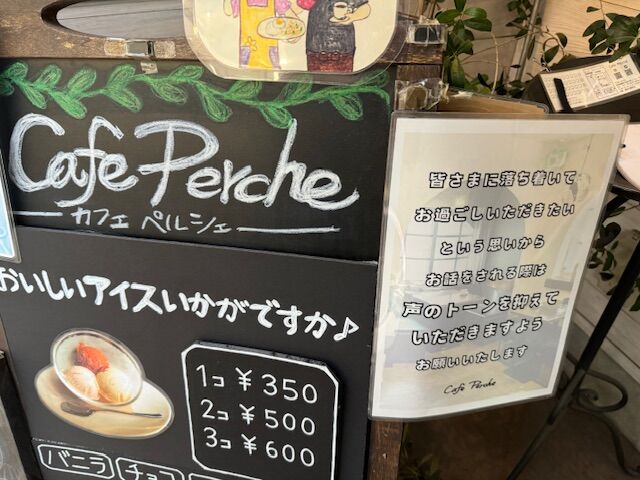 Cafe Perche
カフェ ペルシェ
おいしいアイスいかがですか♪
1コ ¥350
2コ ¥500
3コ ¥600
バニラ
チョコ
皆さまに落ち着いて
お過ごしいただきたい
という思いから
お話をされる際は
声のトーンを抑えて
いただきますよう
お願いいたします
Cafe Perche